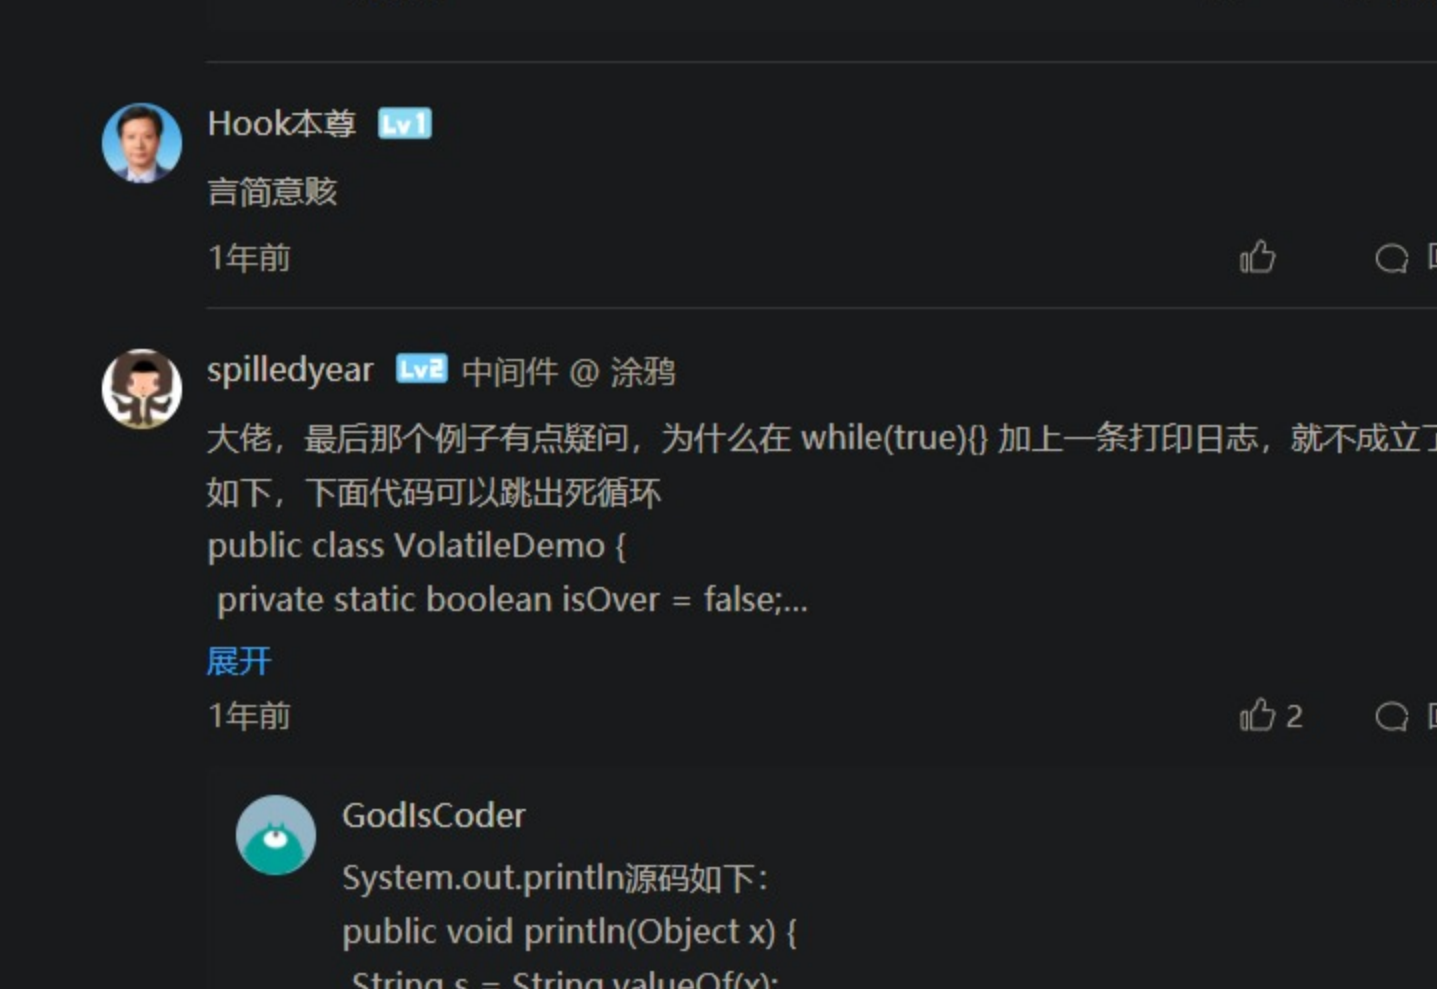 Hook本尊 Lv1
言简意赅
1年前
spilledyear Lv2 中间件 @ 涂鸦
大佬，最后那个例子有点疑问，为什么在 while(true){} 加上一条打印日志，就不成立了
如下，下面代码可以跳出死循环
public class VolatileDemo {
private static boolean isOver = false;...
展开
1年前
2
GodIsCoder
System.out.println源码如下：
public void println(Object x) {
String s = String.valueOf(x);